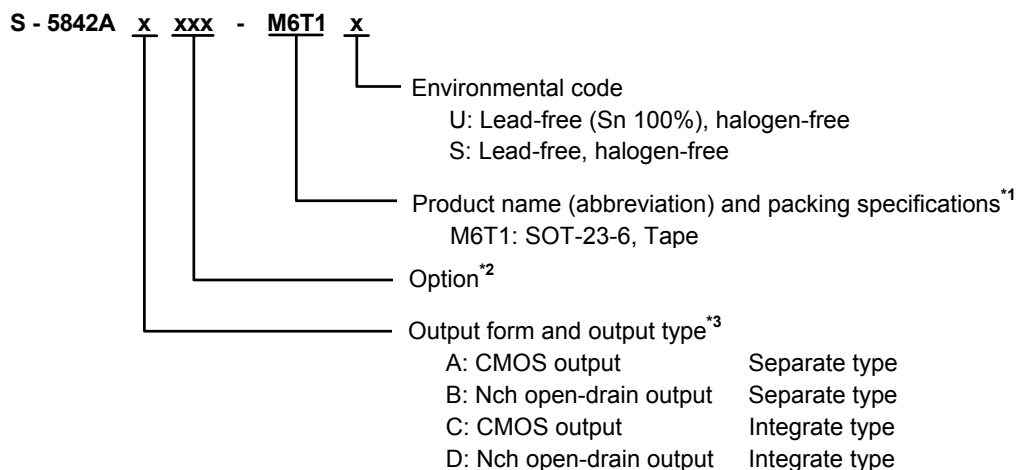 S - 5842A x xxx - M6T1 x
Environmental code
U: Lead-free (Sn 100%), halogen-free
S: Lead-free, halogen-free
Product name (abbreviation) and packing specifications*1
M6T1: SOT-23-6, Tape
Option*2
Output form and output type*3
A: CMOS output Separate type
B: Nch open-drain output Separate type
C: CMOS output Integrate type
D: Nch open-drain output Integrate type